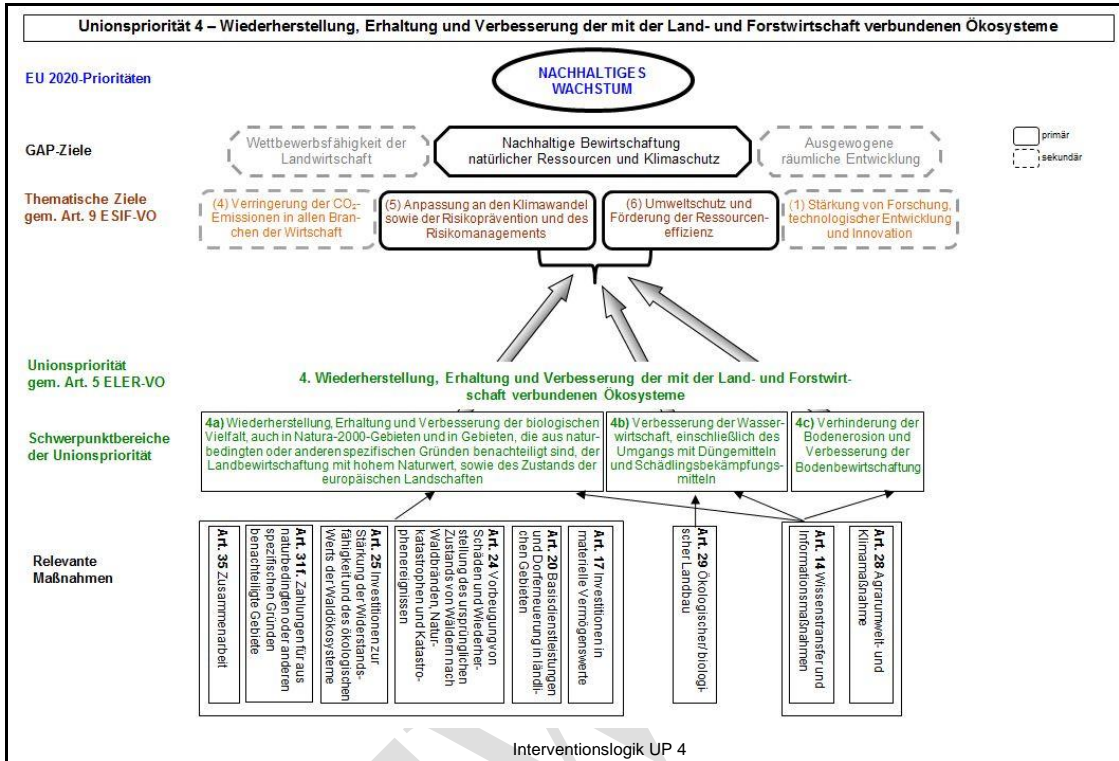 Unionspriorität 4 – Wiederherstellung, Erhaltung und Verbesserung der mit der Land- und Forstwirtschaft verbundenen Ökosysteme
EU 2020-Prioritäten
NACHHALTIGES
WACHSTUM
GAP-Ziele
Wettbewerbsfähigkeit der
Landwirtschaft
Nachhaltige Bewirtschaftung
natürlicher Ressourcen und Klimaschutz
Ausgewogene
räumliche Entwicklung
primär
sekundär
Thematische Ziele
gem. Art. 9 ESIF-VO
(4) Verringerung der CO₂-
Emissionen in allen Bran-
chen der Wirtschaft
(5) Anpassung an den Klimawandel
sowie der Risikoprävention und des
Risikomanagements
(6) Umweltschutz und
Förderung der Ressourcen-
effizienz
(1) Stärkung von Forschung,
technologischer Entwicklung
und Innovation
Unionspriorität
gem. Art. 5 ELER-VO
4. Wiederherstellung, Erhaltung und Verbesserung der mit der Land- und Forstwirt-
schaft verbundenen Ökosysteme
Schwerpunktbereiche
der Unionspriorität
4a) Wiederherstellung, Erhaltung und Verbesserung der biologischen
Vielfalt, auch in Natura-2000-Gebieten und in Gebieten, die aus natur-
bedingten oder anderen spezifischen Gründen benachteiligt sind, der
Landbewirtschaftung mit hohem Naturwert, sowie des Zustands der
europäischen Landschaften
4b) Verbesserung der Wasser-
wirtschaft, einschließlich des
Umgangs mit Düngemitteln
und Schädlingsbekämpfungs-
mitteln
4c) Verhinderung der
Bodenerosion und
Verbesserung der
Bodenbewirtschaftung
Relevante
Maßnahmen
Art. 35 Zusammenarbeit
Art. 31f. Zahlungen für aus
naturbedingten oder anderen
spezifischen Gründen
benachteiligte Gebiete
Art. 25 Investitionen zur
Stärkung der Widerstands-
fähigkeit und des ökologischen
Werts der Waldökosysteme
Art. 24 Vorbeugung von
Schäden und Wiederher-
stellung des ursprünglichen
Zustands von Wäldern nach
Waldbränden, Natur-
katastrophen und Katastro-
phenereignissen
Art. 20 Basisdienstleistungen
und Dorferneuerung in ländli-
chen Gebieten
Art. 17 Investitionen in
materielle Vermögenswerte
Art. 29 Ökologischer/ biologi-
scher Landbau
Art. 14 Wissenstransfer und
Informationsmaßnahmen
Art. 28 Agrarumwelt- und
Klimamaßnahme
Interventionslogik UP 4